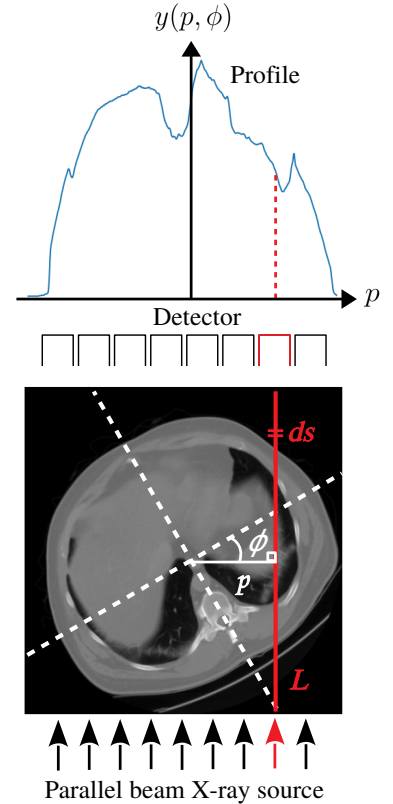 y(p, ϕ)
Profile
p
Detector
ds
ϕ
p
L
Parallel beam X-ray source